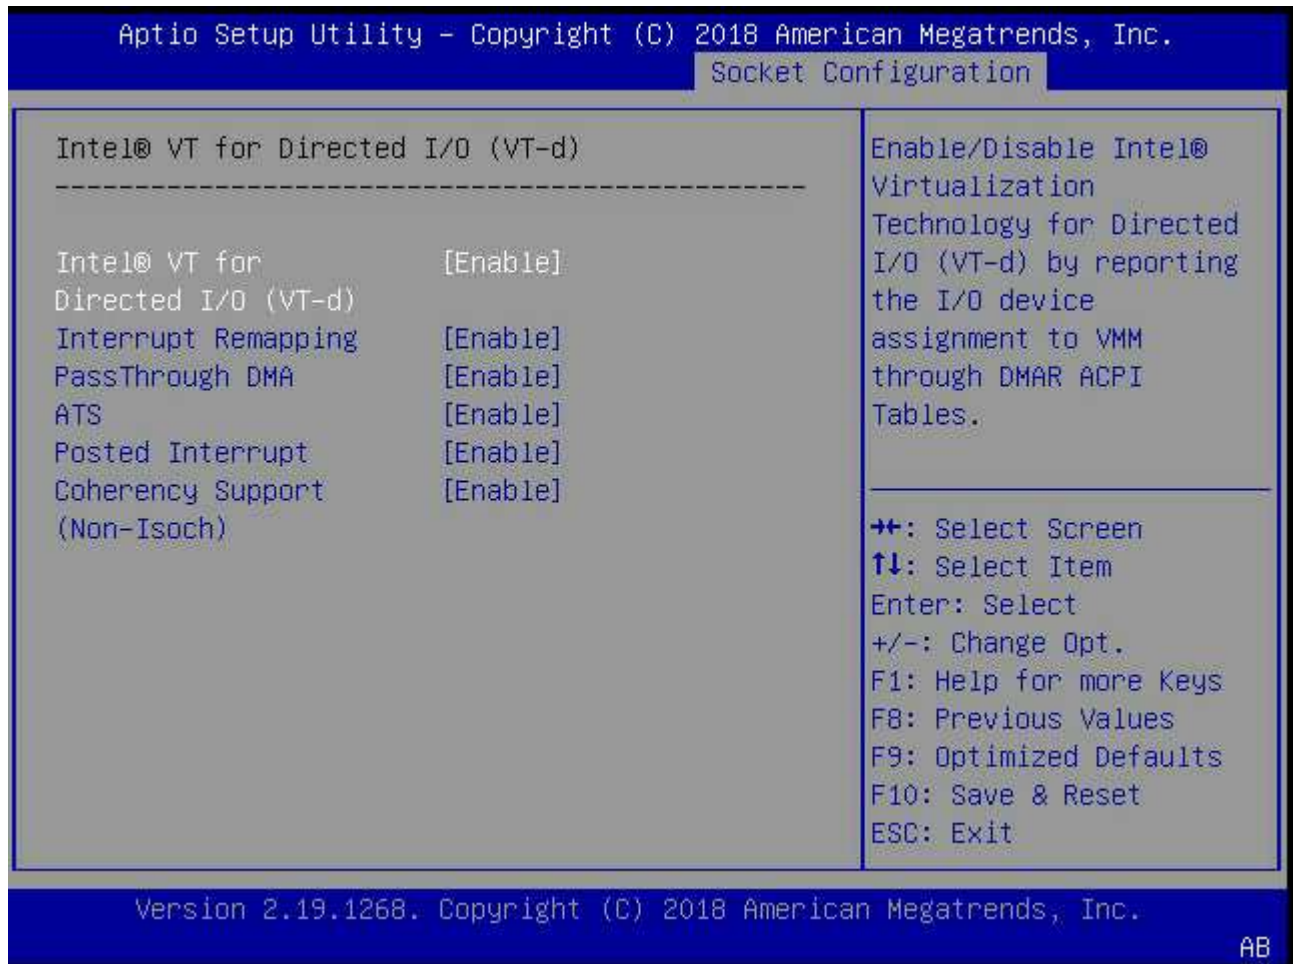 Aptio Setup Utility – Copyright (C) 2018 American Megatrends, Inc.
Socket Configuration
Intel® VT for Directed I/O (VT-d)
-----------------------------------------------
Intel® VT for [Enable]
Directed I/O (VT-d)
Interrupt Remapping [Enable]
PassThrough DMA [Enable]
ATS [Enable]
Posted Interrupt [Enable]
Coherency Support [Enable]
(Non-Isoch)
Enable/Disable Intel®
Virtualization
Technology for Directed
I/O (VT-d) by reporting
the I/O device
assignment to VMM
through DMAR ACPI
Tables.
→←: Select Screen
↑↓: Select Item
Enter: Select
+/-: Change Opt.
F1: Help for more Keys
F8: Previous Values
F9: Optimized Defaults
F10: Save & Reset
ESC: Exit
Version 2.19.1268. Copyright (C) 2018 American Megatrends, Inc.
AB